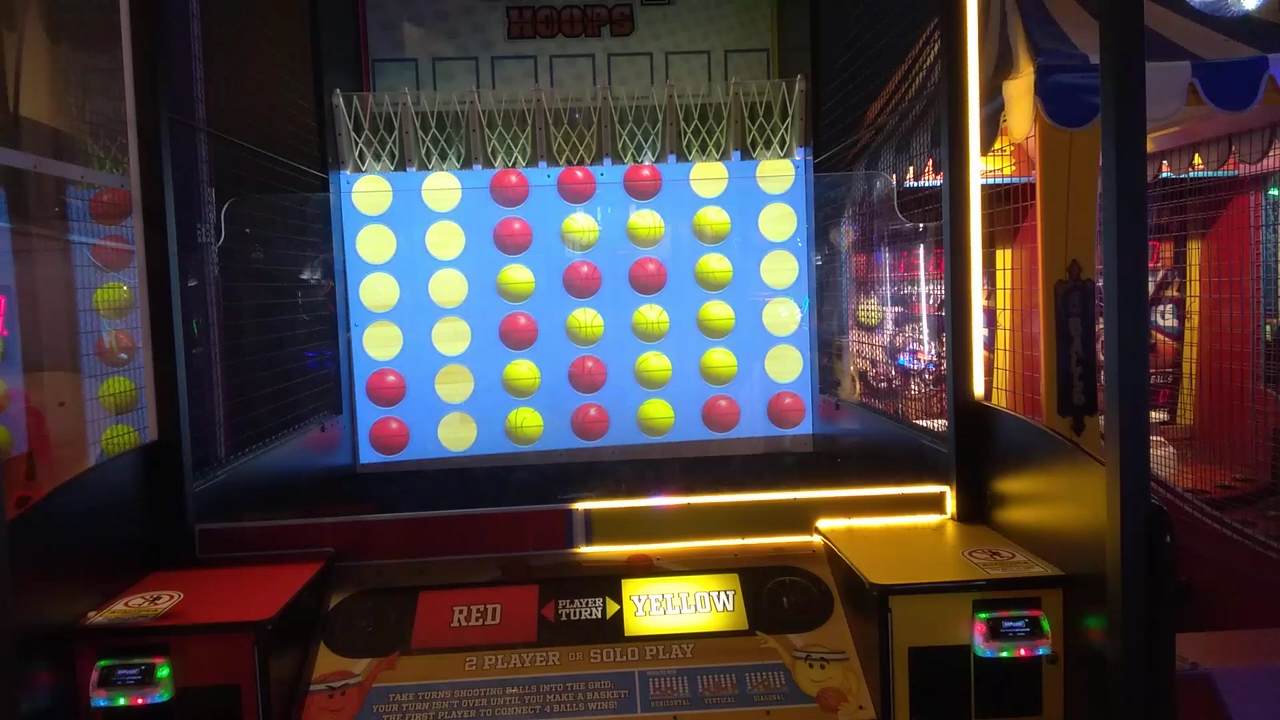 HOOPS
RED
PLAYER
TURN
YELLOW
2 PLAYER OR SOLO PLAY
TAKE TURNS SHOOTING BALLS INTO THE GRID;
YOUR TURN ISN'T OVER UNTIL YOU MAKE A BASKET!
THE FIRST PLAYER TO CONNECT 4 BALLS WINS!
HORIZONTAL
VERTICAL
DIAGONAL
BALLS